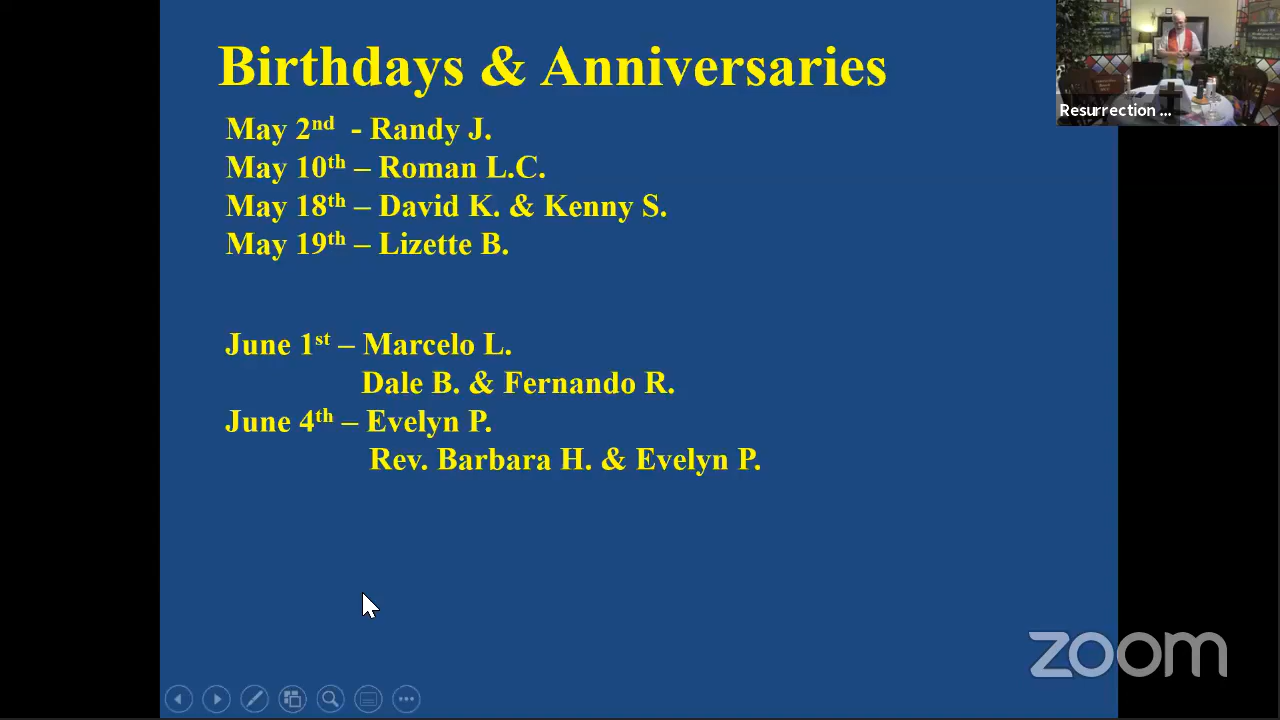 Birthdays & Anniversaries
May 2nd - Randy J.
May 10th – Roman L.C.
May 18th – David K. & Kenny S.
May 19th – Lizette B.
June 1st – Marcelo L.
Dale B. & Fernando R.
June 4th – Evelyn P.
Rev. Barbara H. & Evelyn P.
Resurrection ...
zoom